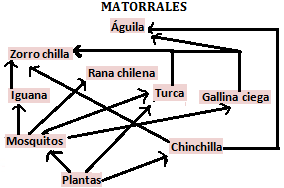 MATORRALES
Águila
Zorro chilla
Rana chilena
Iguana
Turca
Gallina ciega
Mosquitos
Chinchilla
Plantas